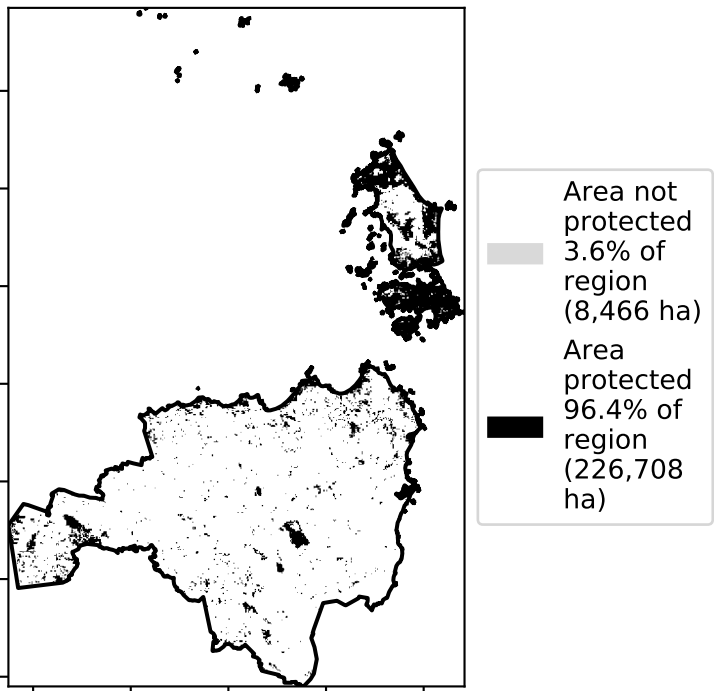 Area not
protected
3.6% of
region
(8,466 ha)
Area
protected
96.4% of
region
(226,708
ha)